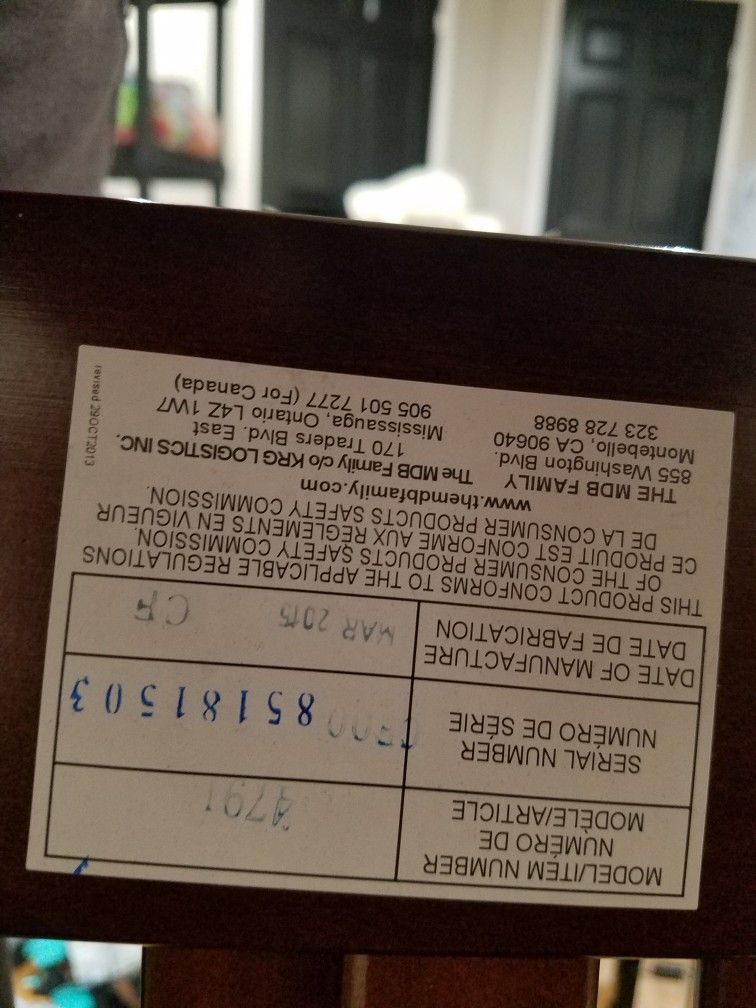 MODEL/ITEM NUMBER
NUMÉRO DE
MODÈLE/ARTICLE
4791
SERIAL NUMBER
NUMÉRO DE SÉRIE
85181503
DATE OF MANUFACTURE
DATE DE FABRICATION
MAR 2015 CF
THIS PRODUCT CONFORMS TO THE APPLICABLE REGULATIONS
OF THE CONSUMER PRODUCTS SAFETY COMMISSION.
CE PRODUIT EST CONFORME AUX REGLEMENTS EN VIGUEUR
DE LA CONSUMER PRODUCTS SAFETY COMMISSION.
www.themdbfamily.com
THE MDB FAMILY
855 Washington Blvd.
Montebello, CA 90640
323 728 8988
The MDB Family c/o KRG LOGISTICS INC.
170 Traders Blvd. East
Mississauga, Ontario L4Z 1W7
905 501 7277 (For Canada)
revised 29OCT2013